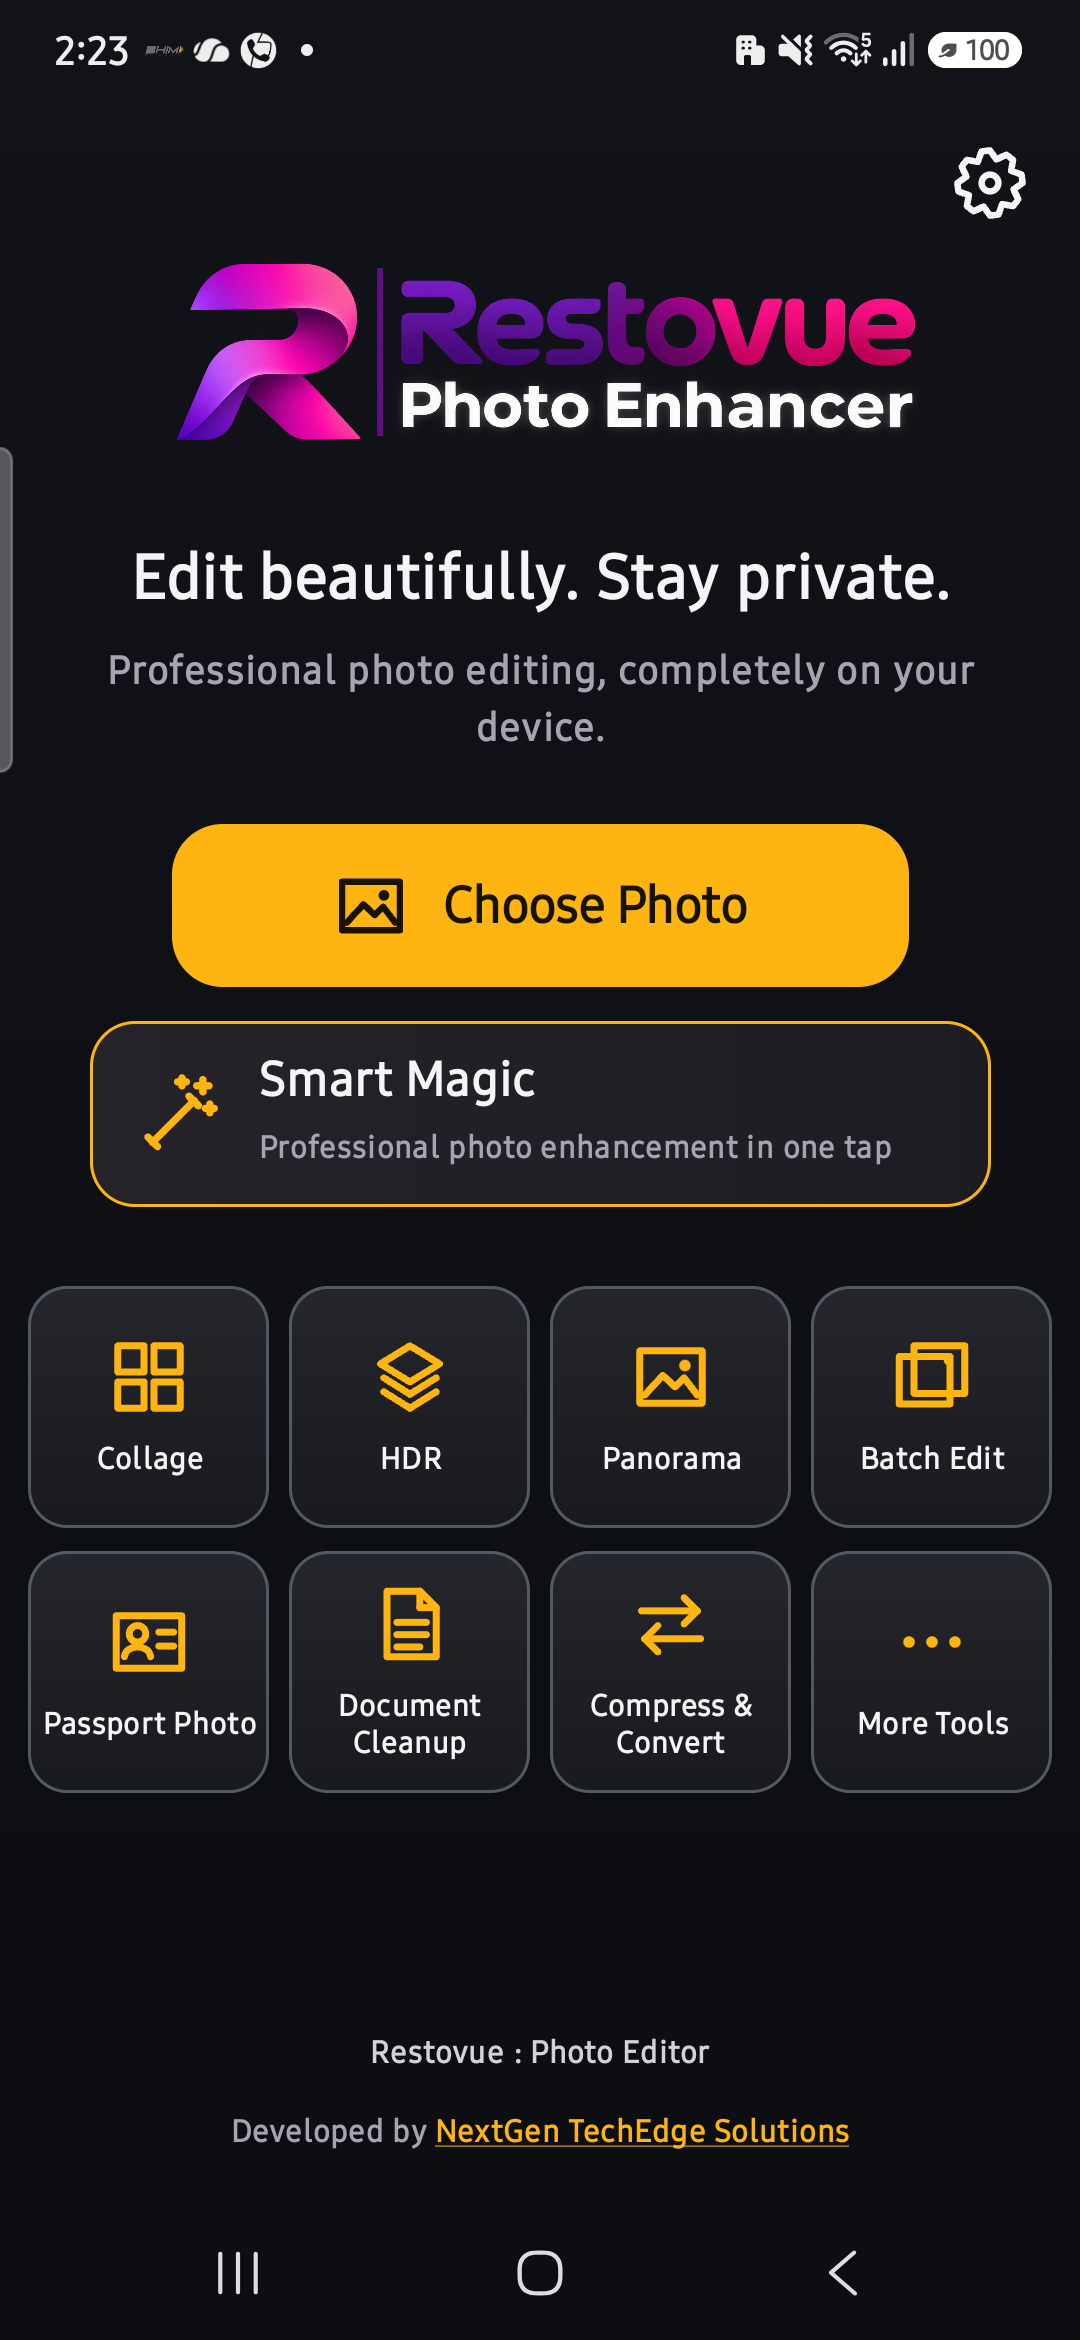 2:23
100
Restovue
Photo Enhancer
Edit beautifully. Stay private.
Professional photo editing, completely on your
device.
Choose Photo
Smart Magic
Professional photo enhancement in one tap
Collage
HDR
Panorama
Batch Edit
Passport Photo
Document
Cleanup
Compress &
Convert
More Tools
Restovue : Photo Editor
Developed by NextGen TechEdge Solutions